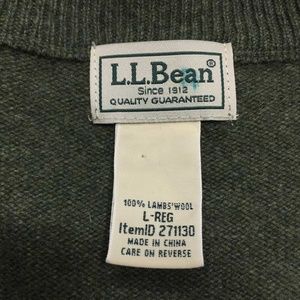 L.L.Bean®
Since 1912
QUALITY GUARANTEED
100% LAMBS' WOOL
L-REG
ItemID 271130
MADE IN CHINA
CARE ON REVERSE